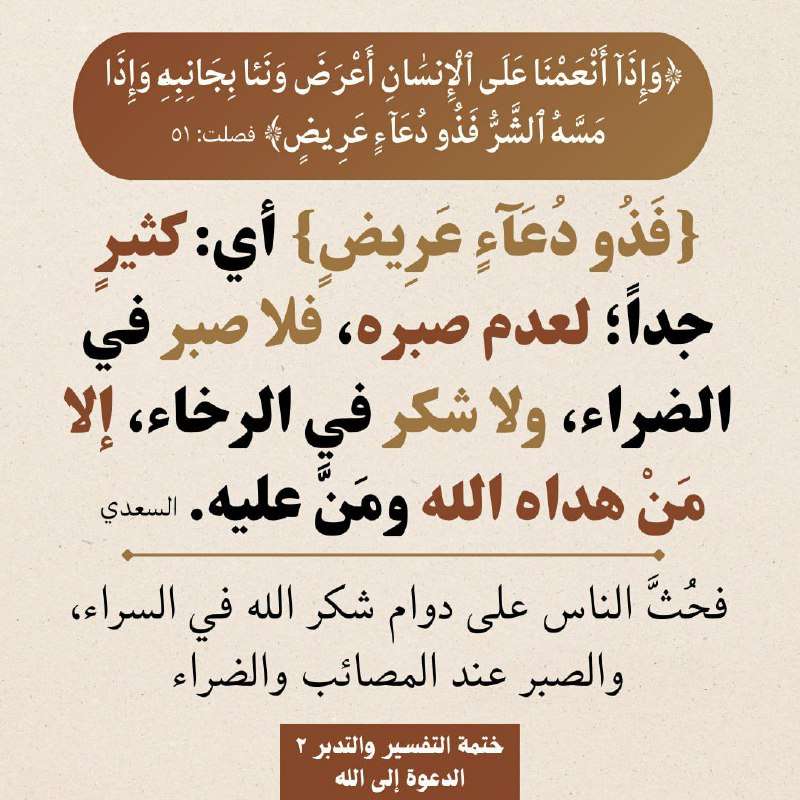 ﴿وَإِذَآ أَنْعَمْنَا عَلَى ٱلْإِنسَٰنِ أَعْرَضَ وَنَـَٔا بِجَانِبِهِۦ وَإِذَا
مَسَّهُ ٱلشَّرُّ فَذُو دُعَآءٍ عَرِيضٍ﴾ فصلت: ٥١
{فَذُو دُعَآءٍ عَرِيضٍ} أي: كثيرٍ
جداً؛ لعدم صبره، فلا صبر في
الضراء، ولا شكر في الرخاء، إلا
مَنْ هداه الله ومَنَّ عليه. السعدي
فحُثَّ الناس على دوام شكر الله في السراء،
والصبر عند المصائب والضراء
ختمة التفسير والتدبر ٢
الدعوة إلى الله